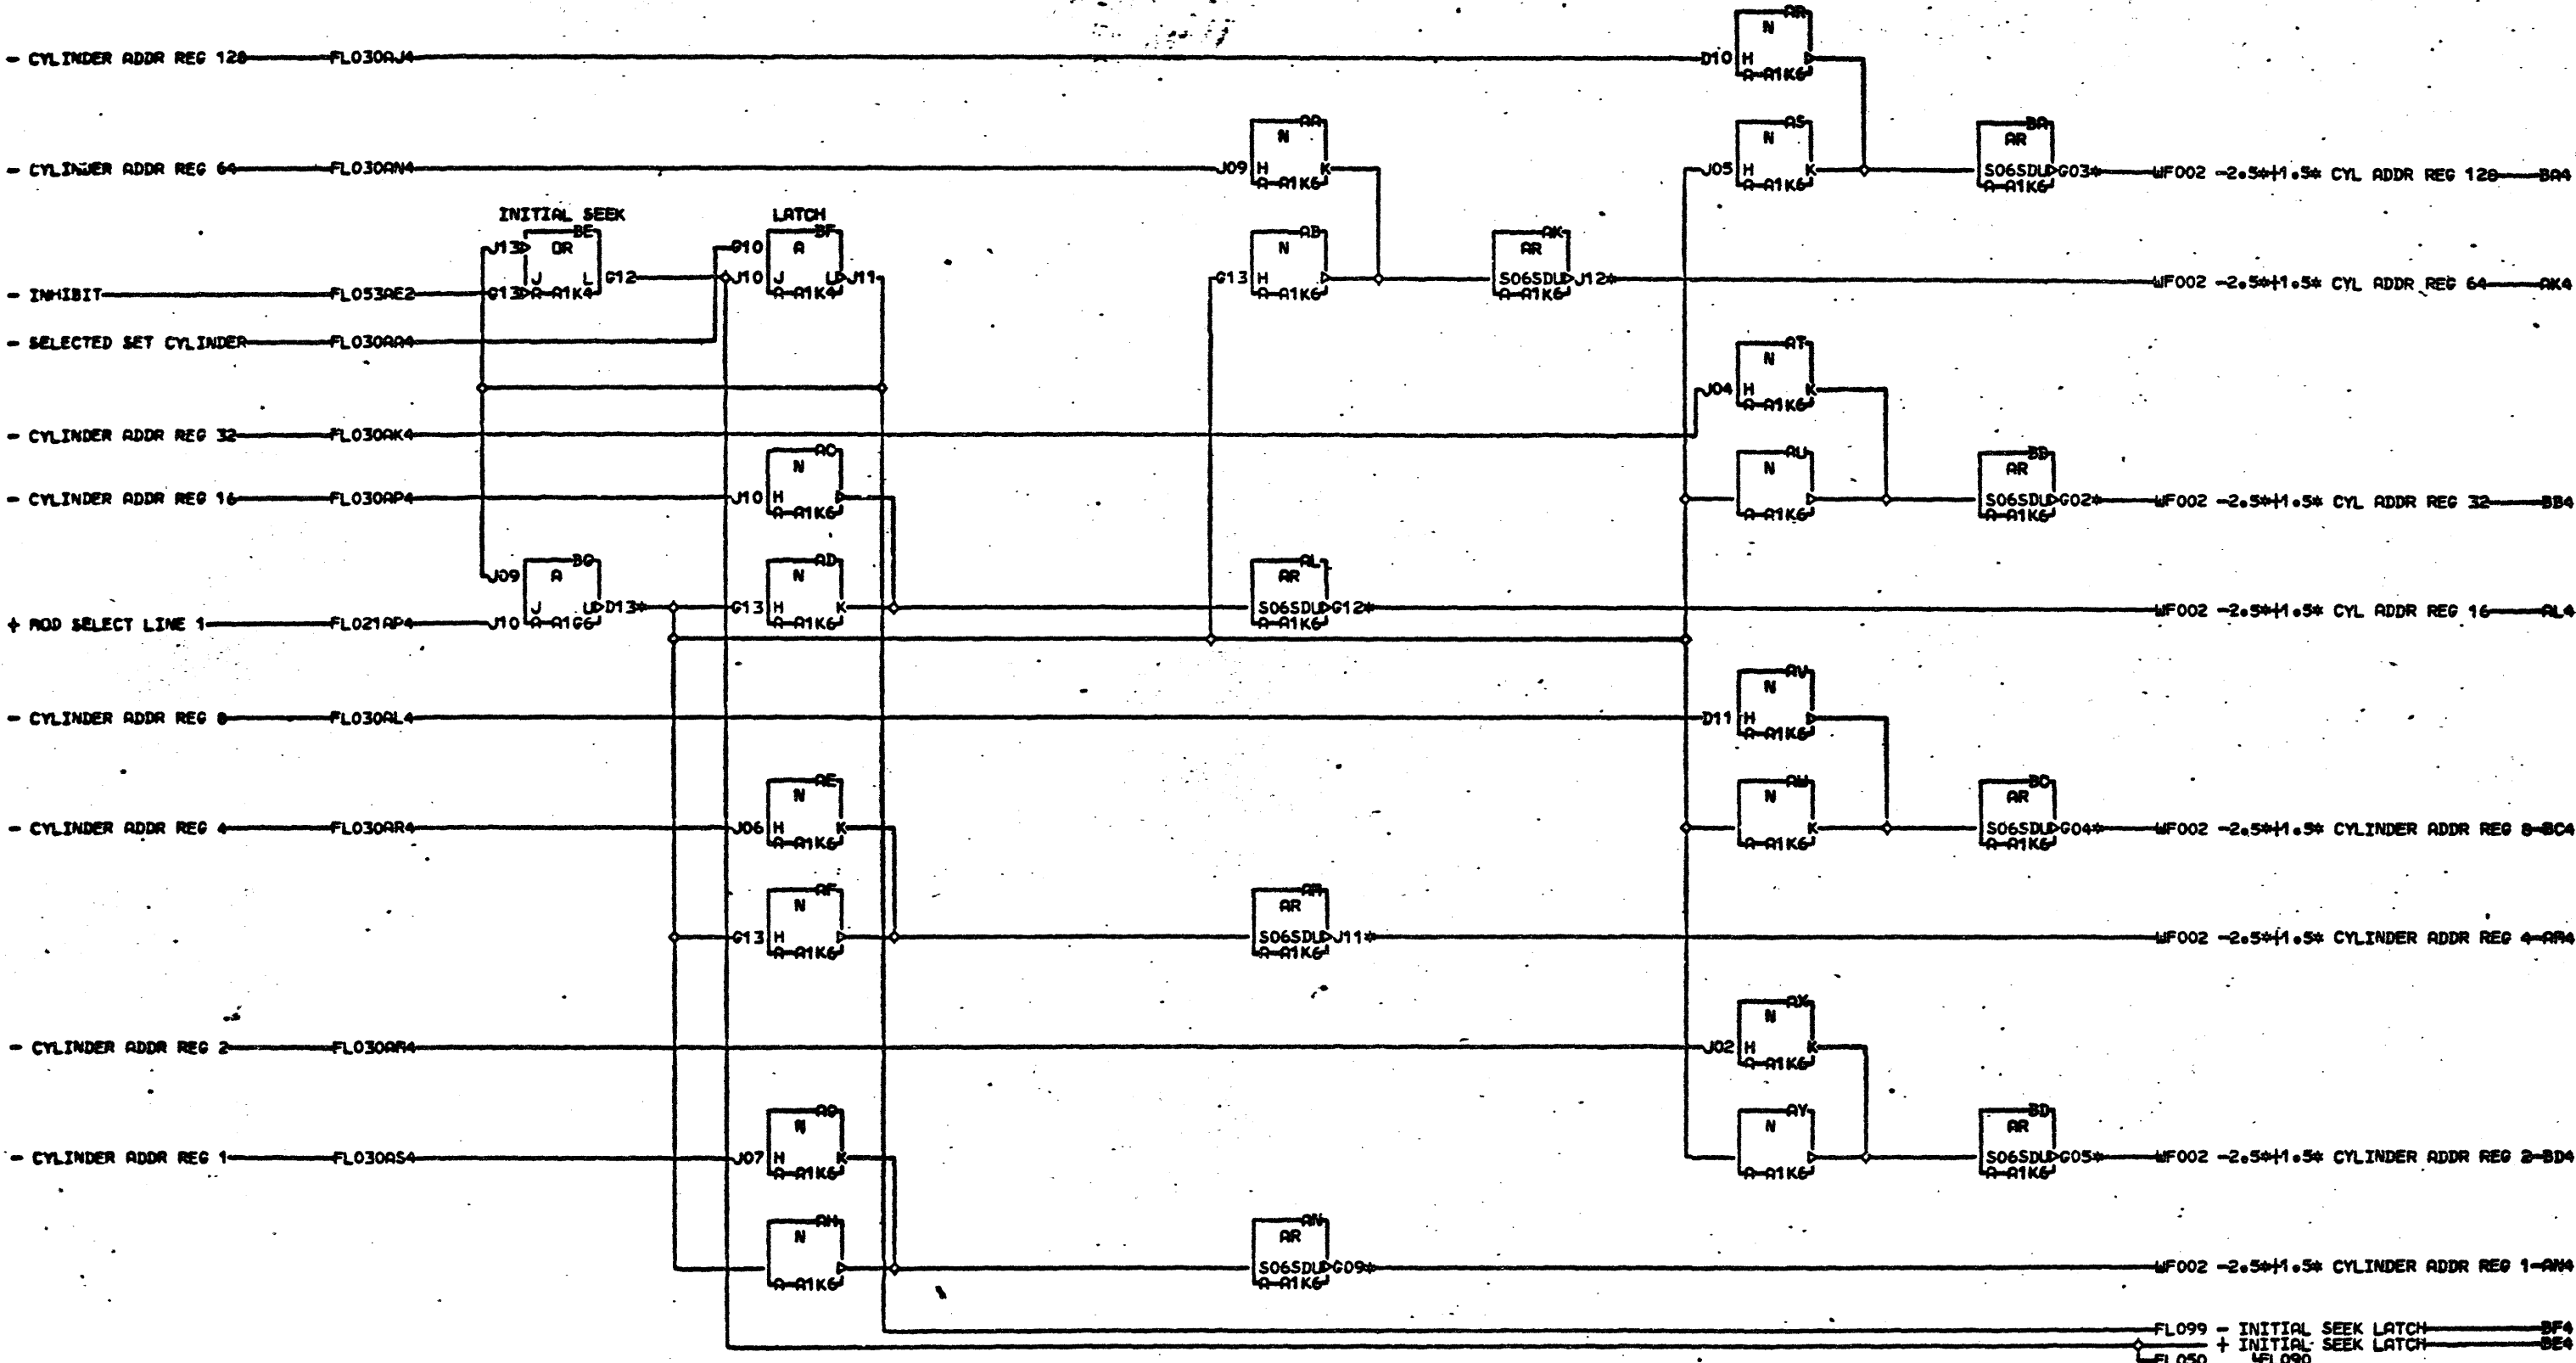 AR
N
- CYLINDER ADDR REG 128 FL030AJ4 D10 H
A-A1K6
AA
N
AS
N
BA
AR
- CYLINDER ADDR REG 64 FL030AN4 J09 H K
A-A1K6
J05 H K
A-A1K6
S06SDU G03* WF002 -2.5*+1.5* CYL ADDR REG 128 BA4
A-A1K6
INITIAL SEEK LATCH
J13 BE
OR
G10 BF
A
AB
N
AK
AR
J L G12 J10 J U J11
G13 H
A-A1K6
S06SDU J12* WF002 -2.5*+1.5* CYL ADDR REG 64 AK4
A-A1K6
- INHIBIT FL053AE2 G13 A-A1K4 A-A1K4
- SELECTED SET CYLINDER FL030AA4
AT
N
J04 H K
A-A1K6
- CYLINDER ADDR REG 32 FL030AK4
AC
N
AU
N
BB
AR
- CYLINDER ADDR REG 16 FL030AP4 J10 H
A-A1K6
A-A1K6
S06SDU G02* WF002 -2.5*+1.5* CYL ADDR REG 32 BB4
A-A1K6
J09 BG
A
AD
N
AL
AR
J U D13* G13 H K
A-A1K6
S06SDU G12* WF002 -2.5*+1.5* CYL ADDR REG 16 AL4
A-A1K6
+ MOD SELECT LINE 1 FL021AP4 J10 A-A1G6
AV
N
- CYLINDER ADDR REG 8 FL030AL4 D11 H
A-A1K6
AE
N
AW
N
BC
AR
- CYLINDER ADDR REG 4 FL030AR4 J06 H K
A-A1K6
K
A-A1K6
S06SDU G04* WF002 -2.5*+1.5* CYLINDER ADDR REG 8 BC4
A-A1K6
AF
N
AM
AR
G13 H
A-A1K6
S06SDU J11* WF002 -2.5*+1.5* CYLINDER ADDR REG 4 AM4
A-A1K6
AX
N
- CYLINDER ADDR REG 2 FL030AM4 J02 H K
A-A1K6
AG
N
AY
N
BD
AR
- CYLINDER ADDR REG 1 FL030AS4 J07 H K
A-A1K6
A-A1K6
S06SDU G05* WF002 -2.5*+1.5* CYLINDER ADDR REG 2 BD4
A-A1K6
AH
N
AN
AR
A-A1K6
S06SDU G09* WF002 -2.5*+1.5* CYLINDER ADDR REG 1 AN4
A-A1K6
FL099 - INITIAL SEEK LATCH BF4
+ INITIAL SEEK LATCH BE4
FL050 FL090